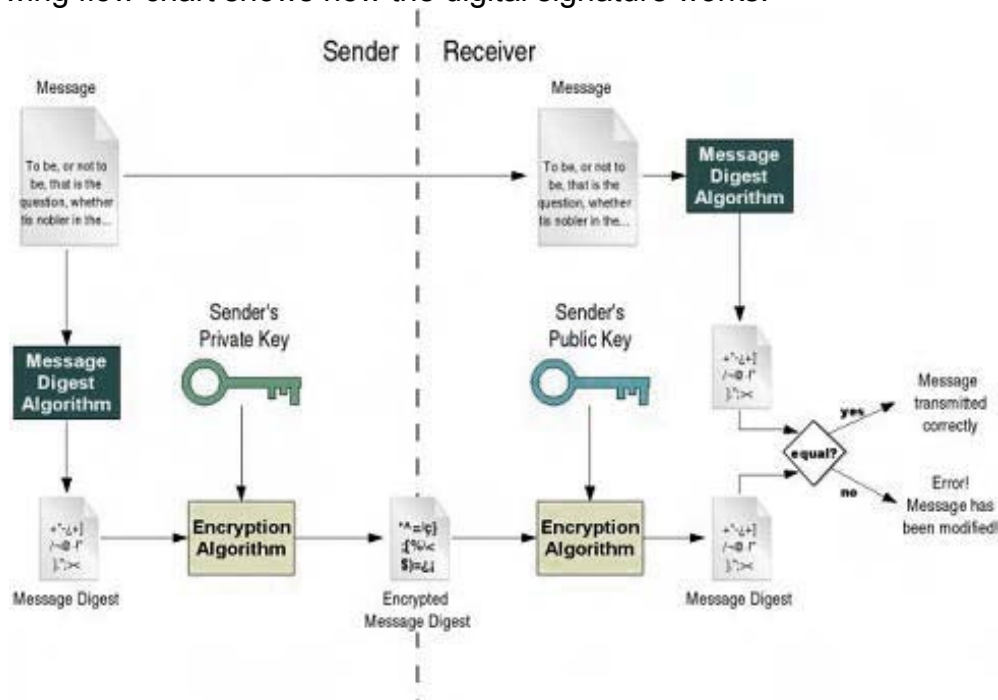 wing flow chart shows how the digital signature works.
Sender
Receiver
Message
To be, or not to
be, that is the
question, whether
tis nobler in the...
Message
To be, or not to
be, that is the
question, whether
tis nobler in the...
Message
Digest
Algorithm
Sender's
Private Key
Sender's
Public Key
Message
Digest
Algorithm
Message
transmitted
correctly
yes
equal?
no
Error!
Message has
been modified!
Encryption
Algorithm
Encryption
Algorithm
Message Digest
Encrypted
Message Digest
Message Digest